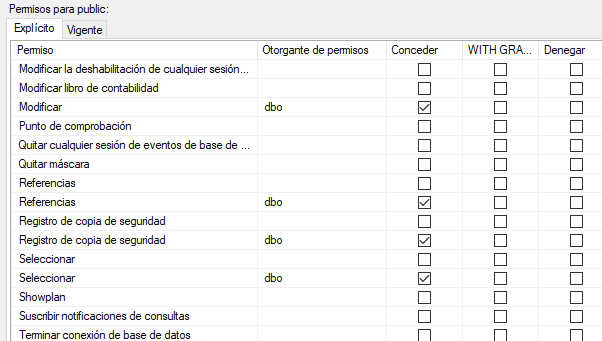 Permisos para public:
Explícito Vigente
Permiso Otorgante de permisos Conceder WITH GRA... Denegar
Modificar la deshabilitación de cualquier sesión...
Modificar libro de contabilidad
Modificar dbo
Punto de comprobación
Quitar cualquier sesión de eventos de base de ...
Quitar máscara
Referencias
Referencias dbo
Registro de copia de seguridad
Registro de copia de seguridad dbo
Seleccionar
Seleccionar dbo
Showplan
Suscribir notificaciones de consultas
Terminar conexión de base de datos